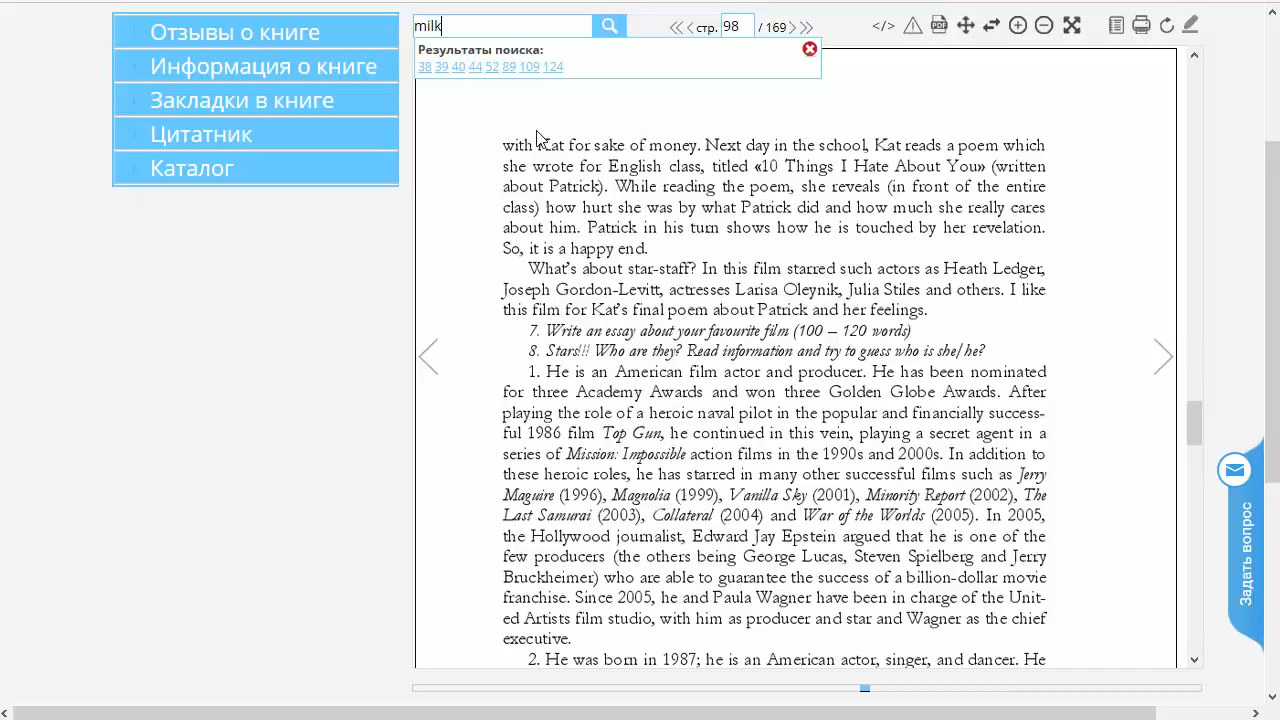 Отзывы о книге
Информация о книге
Закладки в книге
Цитатник
Каталог
milk
стр. 98 / 169
Результаты поиска:
38 39 40 44 52 89 109 124
with Kat for sake of money. Next day in the school, Kat reads a poem which
she wrote for English class, titled «10 Things I Hate About You» (written
about Patrick). While reading the poem, she reveals (in front of the entire
class) how hurt she was by what Patrick did and how much she really cares
about him. Patrick in his turn shows how he is touched by her revelation.
So, it is a happy end.
What's about star-staff? In this film starred such actors as Heath Ledger,
Joseph Gordon-Levitt, actresses Larisa Oleynik, Julia Stiles and others. I like
this film for Kat's final poem about Patrick and her feelings.
7. Write an essay about your favourite film (100 – 120 words)
8. Stars!!! Who are they? Read information and try to guess who is she/he?
1. He is an American film actor and producer. He has been nominated
for three Academy Awards and won three Golden Globe Awards. After
playing the role of a heroic naval pilot in the popular and financially success-
ful 1986 film Top Gun, he continued in this vein, playing a secret agent in a
series of Mission: Impossible action films in the 1990s and 2000s. In addition to
these heroic roles, he has starred in many other successful films such as Jerry
Maguire (1996), Magnolia (1999), Vanilla Sky (2001), Minority Report (2002), The
Last Samurai (2003), Collateral (2004) and War of the Worlds (2005). In 2005,
the Hollywood journalist, Edward Jay Epstein argued that he is one of the
few producers (the others being George Lucas, Steven Spielberg and Jerry
Bruckheimer) who are able to guarantee the success of a billion-dollar movie
franchise. Since 2005, he and Paula Wagner have been in charge of the Unit-
ed Artists film studio, with him as producer and star and Wagner as the chief
executive.
2. He was born in 1987; he is an American actor, singer, and dancer. He
Задать вопрос